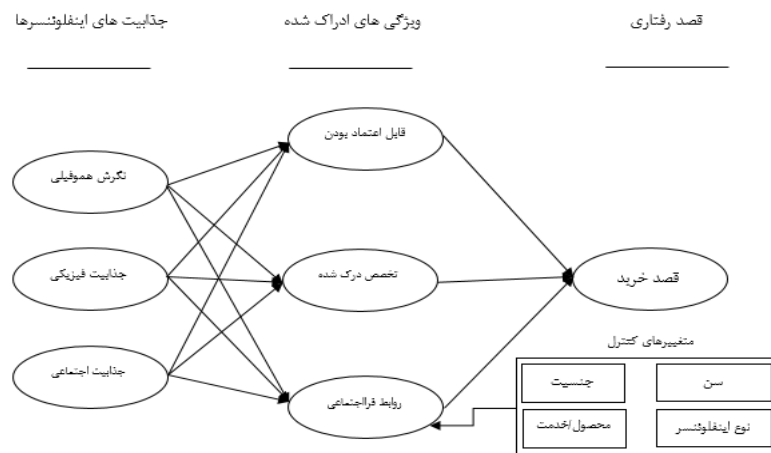 قصد رفتاری
ویژگی های ادراک شده
جذابیت های اینفلوئنسرها
قابل اعتماد بودن
نگرش هموفیلی
تخصص درک شده
جذابیت فیزیکی
قصد خرید
متغییرهای کنترل
جذابیت اجتماعی
روابط فرااجتماعی
سن
جنسیت
نوع اینفلوئنسر
محصول/خدمت